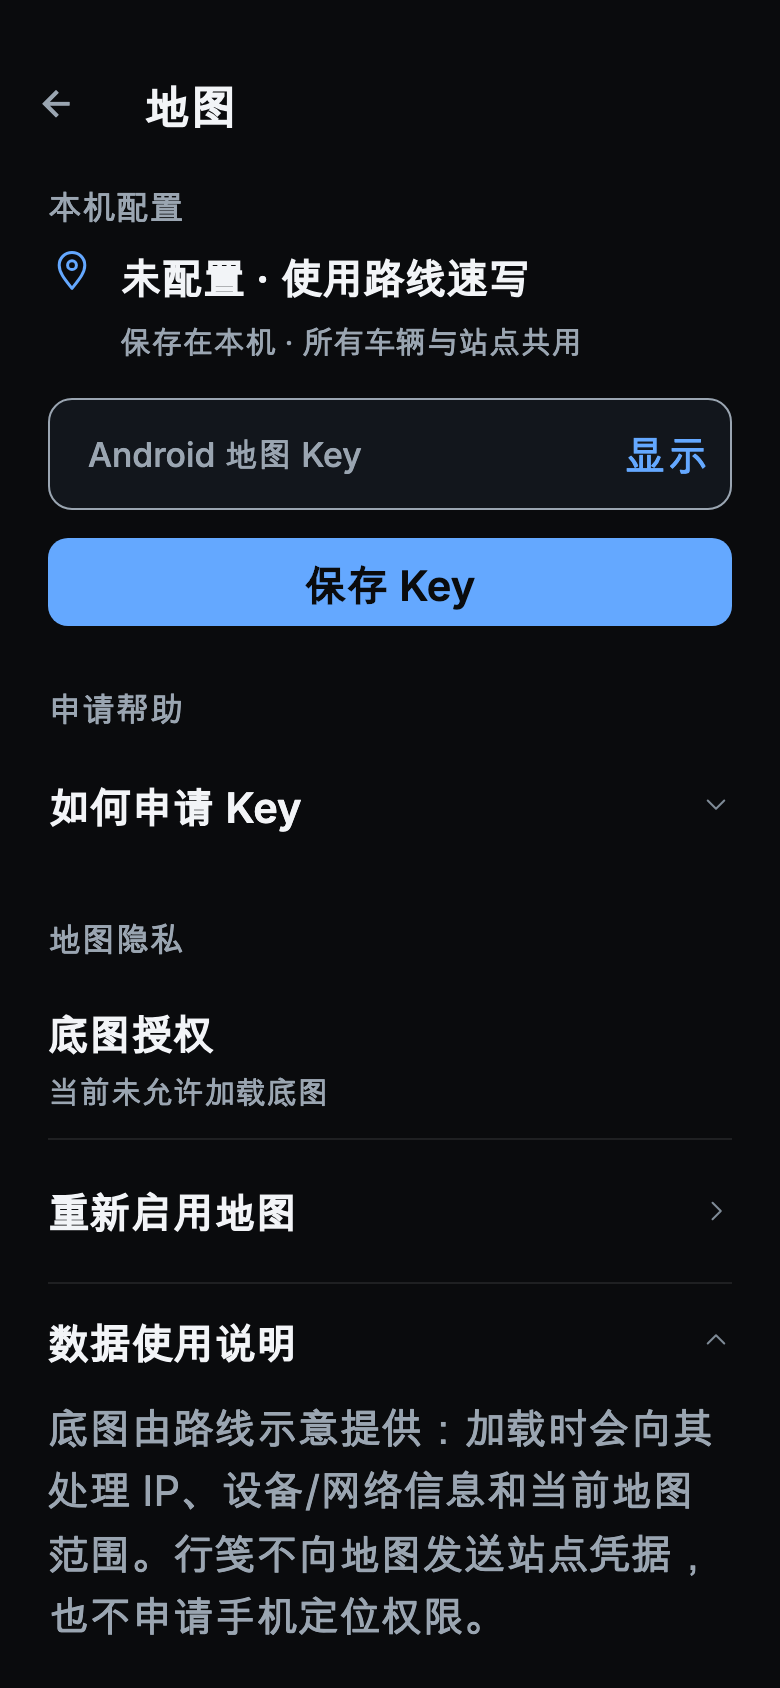 地图
本机配置
未配置 · 使用路线速写
保存在本机 · 所有车辆与站点共用
Android 地图 Key
显示
保存 Key
申请帮助
如何申请 Key
地图隐私
底图授权
当前未允许加载底图
重新启用地图
数据使用说明
底图由路线示意提供：加载时会向其
处理 IP、设备/网络信息和当前地图
范围。行笺不向地图发送站点凭据，
也不申请手机定位权限。